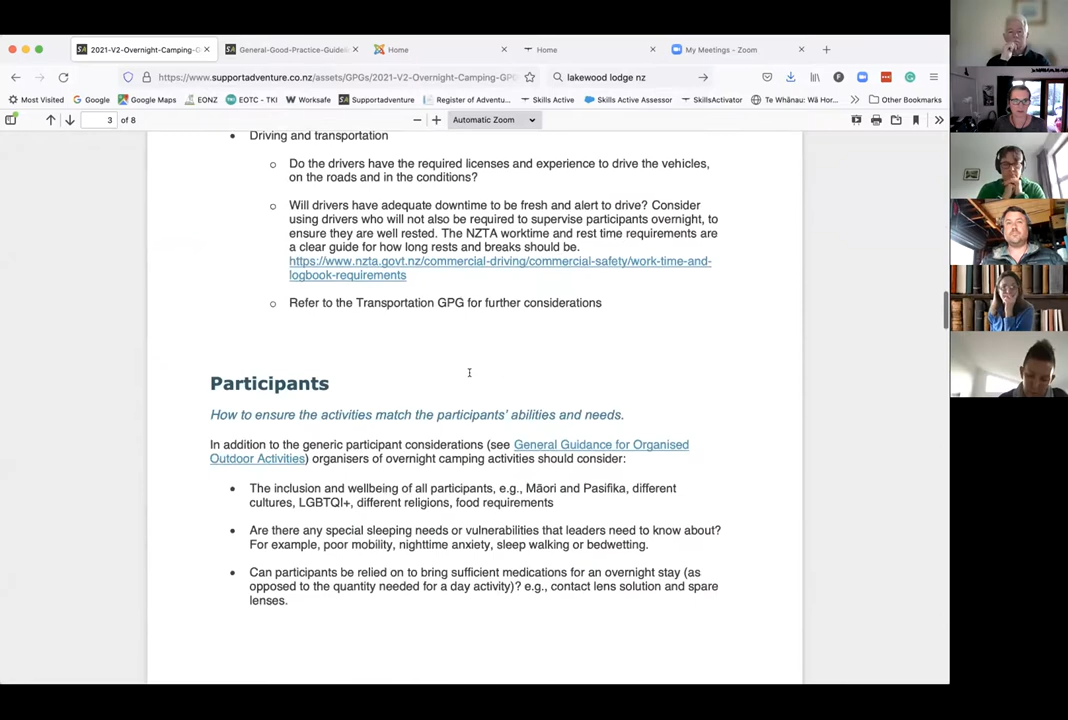 2021-V2-Overnight-Camping-G
General-Good-Practice-Guideli
Home
Home
My Meetings - Zoom
https://www.supportadventure.co.nz/assets/GPGs/2021-V2-Overnight-Camping-GP
lakewood lodge nz
Most Visited
Google
Google Maps
EONZ
EOTC - TKI
Worksafe
Supportadventure
Register of Adventu...
Skills Active
Skills Active Assessor
SkillsActivator
Te Whānau: Wā Hor...
Other Bookmarks
3 of 8
Automatic Zoom
• Driving and transportation
o Do the drivers have the required licenses and experience to drive the vehicles,
on the roads and in the conditions?
o Will drivers have adequate downtime to be fresh and alert to drive? Consider
using drivers who will not also be required to supervise participants overnight, to
ensure they are well rested. The NZTA worktime and rest time requirements are
a clear guide for how long rests and breaks should be.
https://www.nzta.govt.nz/commercial-driving/commercial-safety/work-time-and-
logbook-requirements
o Refer to the Transportation GPG for further considerations
Participants
How to ensure the activities match the participants' abilities and needs.
In addition to the generic participant considerations (see General Guidance for Organised
Outdoor Activities) organisers of overnight camping activities should consider:
• The inclusion and wellbeing of all participants, e.g., Māori and Pasifika, different
cultures, LGBTQI+, different religions, food requirements
• Are there any special sleeping needs or vulnerabilities that leaders need to know about?
For example, poor mobility, nighttime anxiety, sleep walking or bedwetting.
• Can participants be relied on to bring sufficient medications for an overnight stay (as
opposed to the quantity needed for a day activity)? e.g., contact lens solution and spare
lenses.